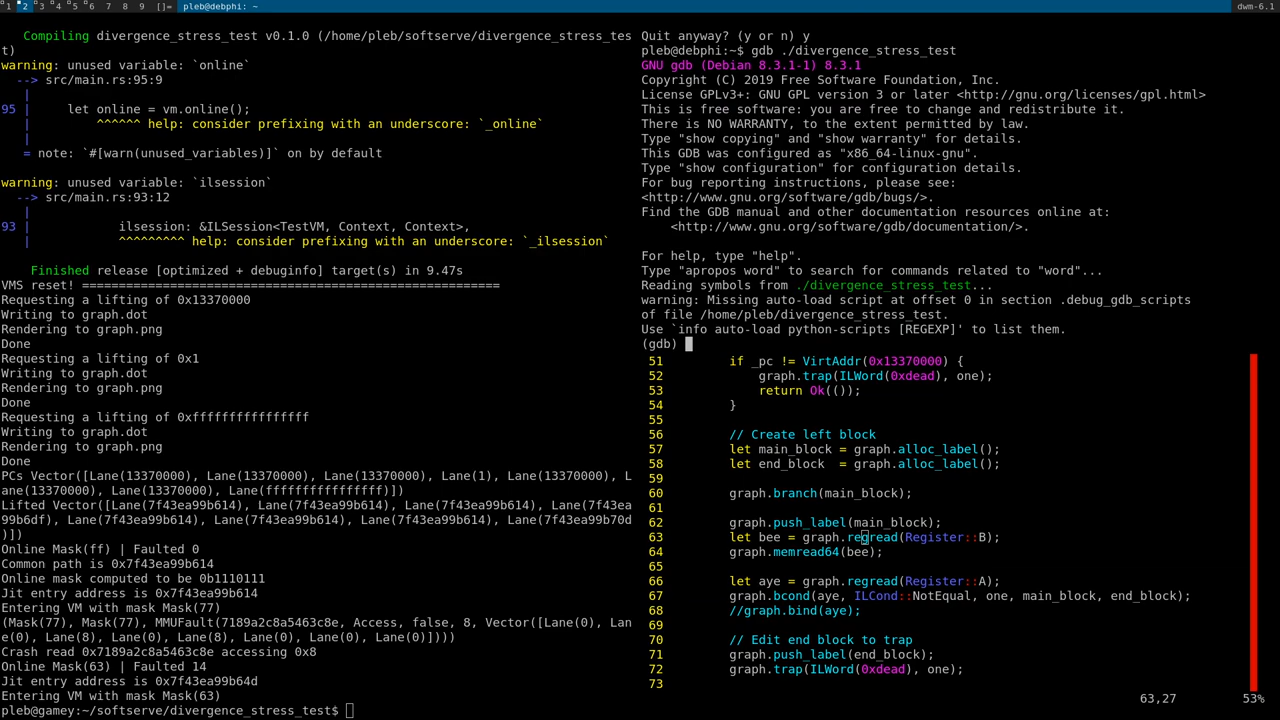 1 2 3 4 5 6 7 8 9 []= pleb@debphi: ~ dwm-6.1
   Compiling divergence_stress_test v0.1.0 (/home/pleb/softserve/divergence_stress_tes
t)
warning: unused variable: `online`
  --> src/main.rs:95:9
   |
95 |     let online = vm.online();
   |         ^^^^^^ help: consider prefixing with an underscore: `_online`
   |
   = note: `#[warn(unused_variables)]` on by default
warning: unused variable: `ilsession`
  --> src/main.rs:93:12
   |
93 |            ilsession: &ILSession<TestVM, Context, Context>,
   |            ^^^^^^^^^ help: consider prefixing with an underscore: `_ilsession`
    Finished release [optimized + debuginfo] target(s) in 9.47s
VMS reset! =========================================================
Requesting a lifting of 0x13370000
Writing to graph.dot
Rendering to graph.png
Done
Requesting a lifting of 0x1
Writing to graph.dot
Rendering to graph.png
Done
Requesting a lifting of 0xffffffffffffffff
Writing to graph.dot
Rendering to graph.png
Done
PCs Vector([Lane(13370000), Lane(13370000), Lane(13370000), Lane(1), Lane(13370000), L
ane(13370000), Lane(13370000), Lane(ffffffffffffffff)])
Lifted Vector([Lane(7f43ea99b614), Lane(7f43ea99b614), Lane(7f43ea99b614), Lane(7f43ea
99b6df), Lane(7f43ea99b614), Lane(7f43ea99b614), Lane(7f43ea99b614), Lane(7f43ea99b70d
)])
Online Mask(ff) | Faulted 0
Common path is 0x7f43ea99b614
Online mask computed to be 0b1110111
Jit entry address is 0x7f43ea99b614
Entering VM with mask Mask(77)
(Mask(77), Mask(77), MMUFault(7189a2c8a5463c8e, Access, false, 8, Vector([Lane(0), Lan
e(0), Lane(8), Lane(0), Lane(8), Lane(0), Lane(0), Lane(0)])))
Crash read 0x7189a2c8a5463c8e accessing 0x8
Online Mask(63) | Faulted 14
Jit entry address is 0x7f43ea99b64d
Entering VM with mask Mask(63)
pleb@gamey:~/softserve/divergence_stress_test$
Quit anyway? (y or n) y
pleb@debphi:~$ gdb ./divergence_stress_test
GNU gdb (Debian 8.3.1-1) 8.3.1
Copyright (C) 2019 Free Software Foundation, Inc.
License GPLv3+: GNU GPL version 3 or later <http://gnu.org/licenses/gpl.html>
This is free software: you are free to change and redistribute it.
There is NO WARRANTY, to the extent permitted by law.
Type "show copying" and "show warranty" for details.
This GDB was configured as "x86_64-linux-gnu".
Type "show configuration" for configuration details.
For bug reporting instructions, please see:
<http://www.gnu.org/software/gdb/bugs/>.
Find the GDB manual and other documentation resources online at:
    <http://www.gnu.org/software/gdb/documentation/>.
For help, type "help".
Type "apropos word" to search for commands related to "word"...
Reading symbols from ./divergence_stress_test...
warning: Missing auto-load script at offset 0 in section .debug_gdb_scripts
of file /home/pleb/divergence_stress_test.
Use `info auto-load python-scripts [REGEXP]' to list them.
(gdb)
51         if _pc != VirtAddr(0x13370000) {
52             graph.trap(ILWord(0xdead), one);
53             return Ok(());
54         }
55
56         // Create left block
57         let main_block = graph.alloc_label();
58         let end_block  = graph.alloc_label();
59
60         graph.branch(main_block);
61
62         graph.push_label(main_block);
63         let bee = graph.regread(Register::B);
64         graph.memread64(bee);
65
66         let aye = graph.regread(Register::A);
67         graph.bcond(aye, ILCond::NotEqual, one, main_block, end_block);
68         //graph.bind(aye);
69
70         // Edit end block to trap
71         graph.push_label(end_block);
72         graph.trap(ILWord(0xdead), one);
73
63,27 53%